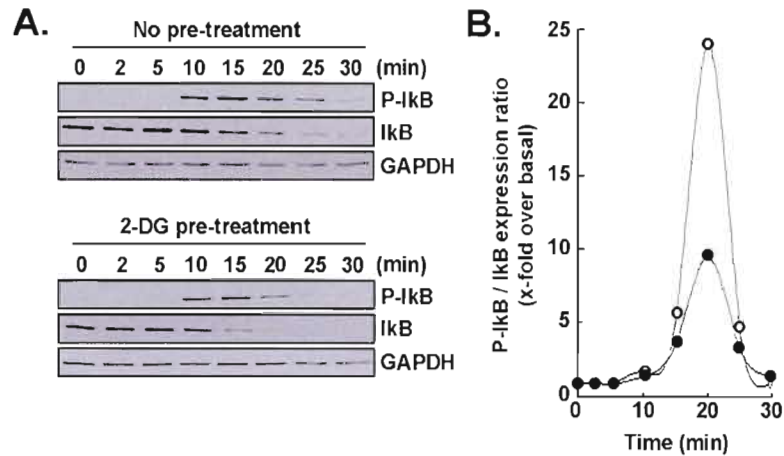 A.
No pre-treatment
0 2 5 10 15 20 25 30 (min)
P-IkB
IkB
GAPDH
2-DG pre-treatment
0 2 5 10 15 20 25 30 (min)
P-IkB
IkB
GAPDH
B.
P-IkB / IkB expression ratio
(x-fold over basal)
25
20
15
10
5
0
0 10 20 30
Time (min)